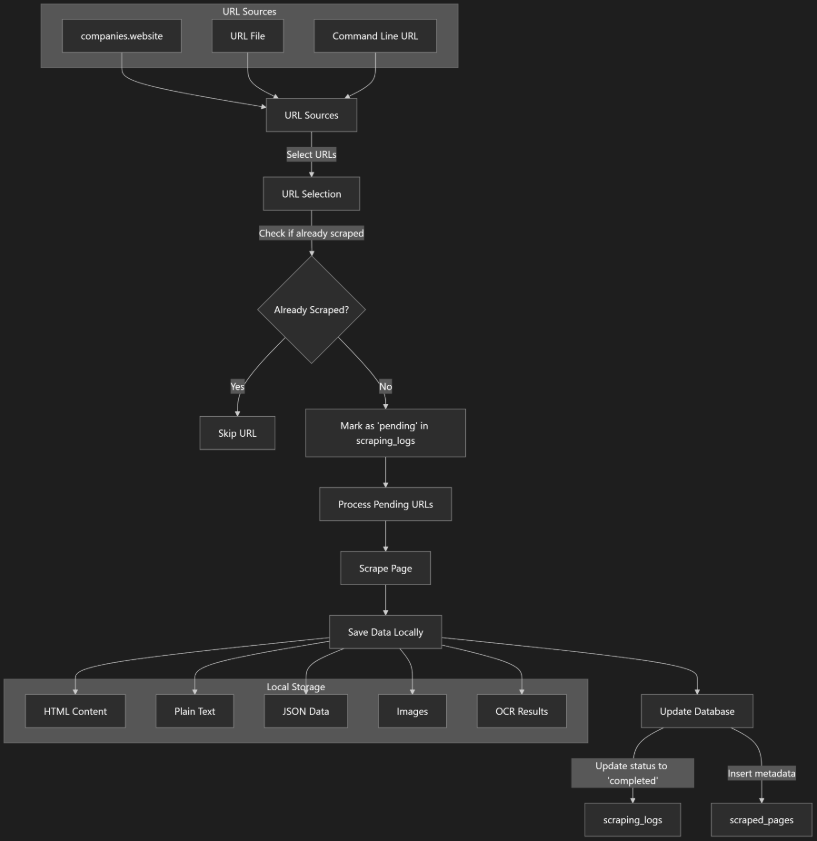 URL Sources
companies.website
URL File
Command Line URL
URL Sources
Select URLs
URL Selection
Check if already scraped
Already Scraped?
Yes
No
Skip URL
Mark as 'pending' in
scraping_logs
Process Pending URLs
Scrape Page
Save Data Locally
Local Storage
HTML Content
Plain Text
JSON Data
Images
OCR Results
Update Database
Update status to
'completed'
Insert metadata
scraping_logs
scraped_pages